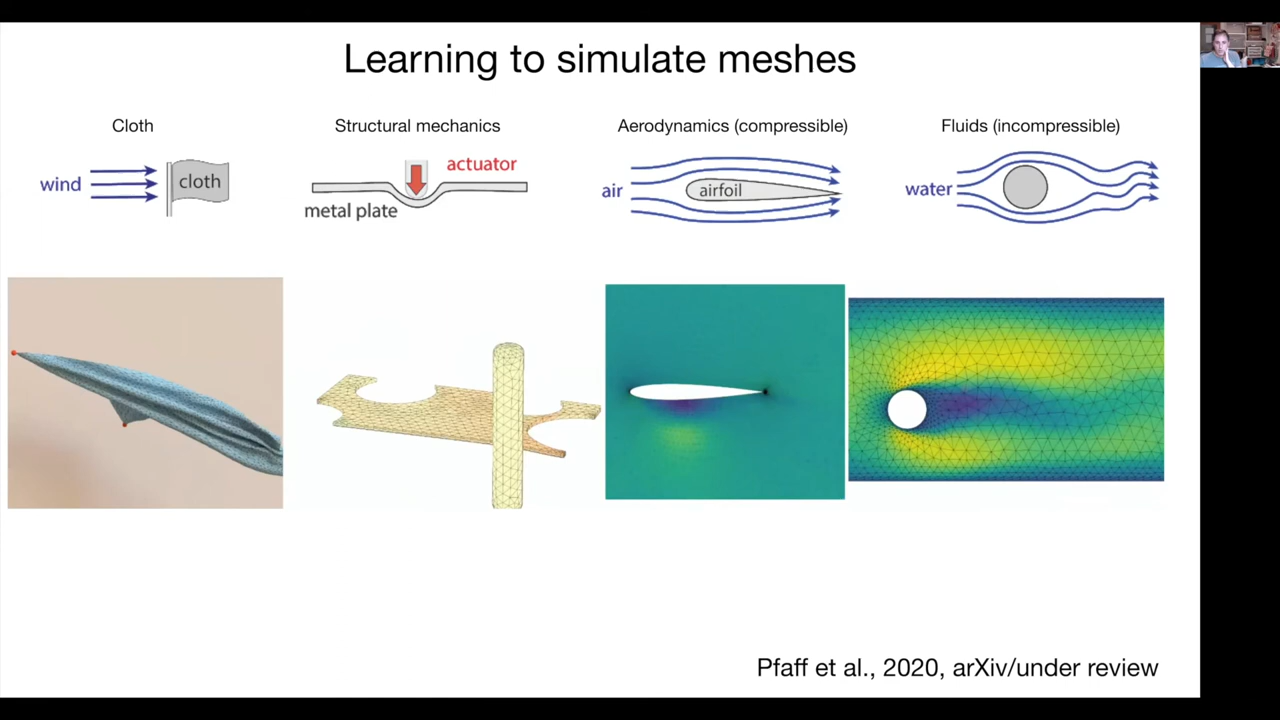 Learning to simulate meshes
Cloth
Structural mechanics
Aerodynamics (compressible)
Fluids (incompressible)
wind
cloth
actuator
metal plate
air
airfoil
water
Pfaff et al., 2020, arXiv/under review